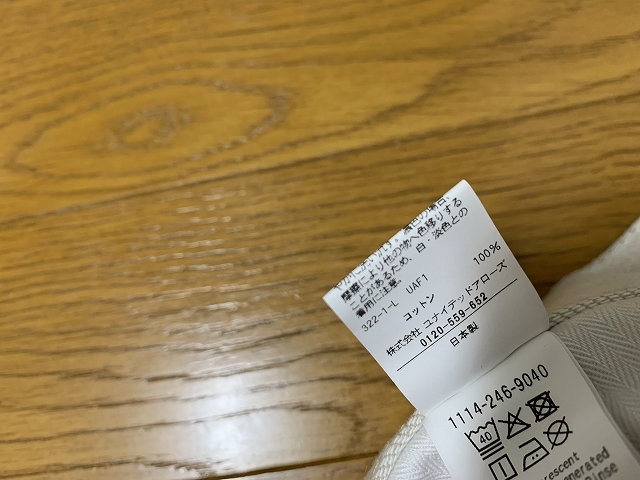 摩擦により他の物へ色移りする
ことがあるため、白・淡色との
着用に注意。
322-1-L UAF1
コットン 100%
株式会社 ユナイテッドアローズ
0120-559-652
日本製
1114-246-9040
40